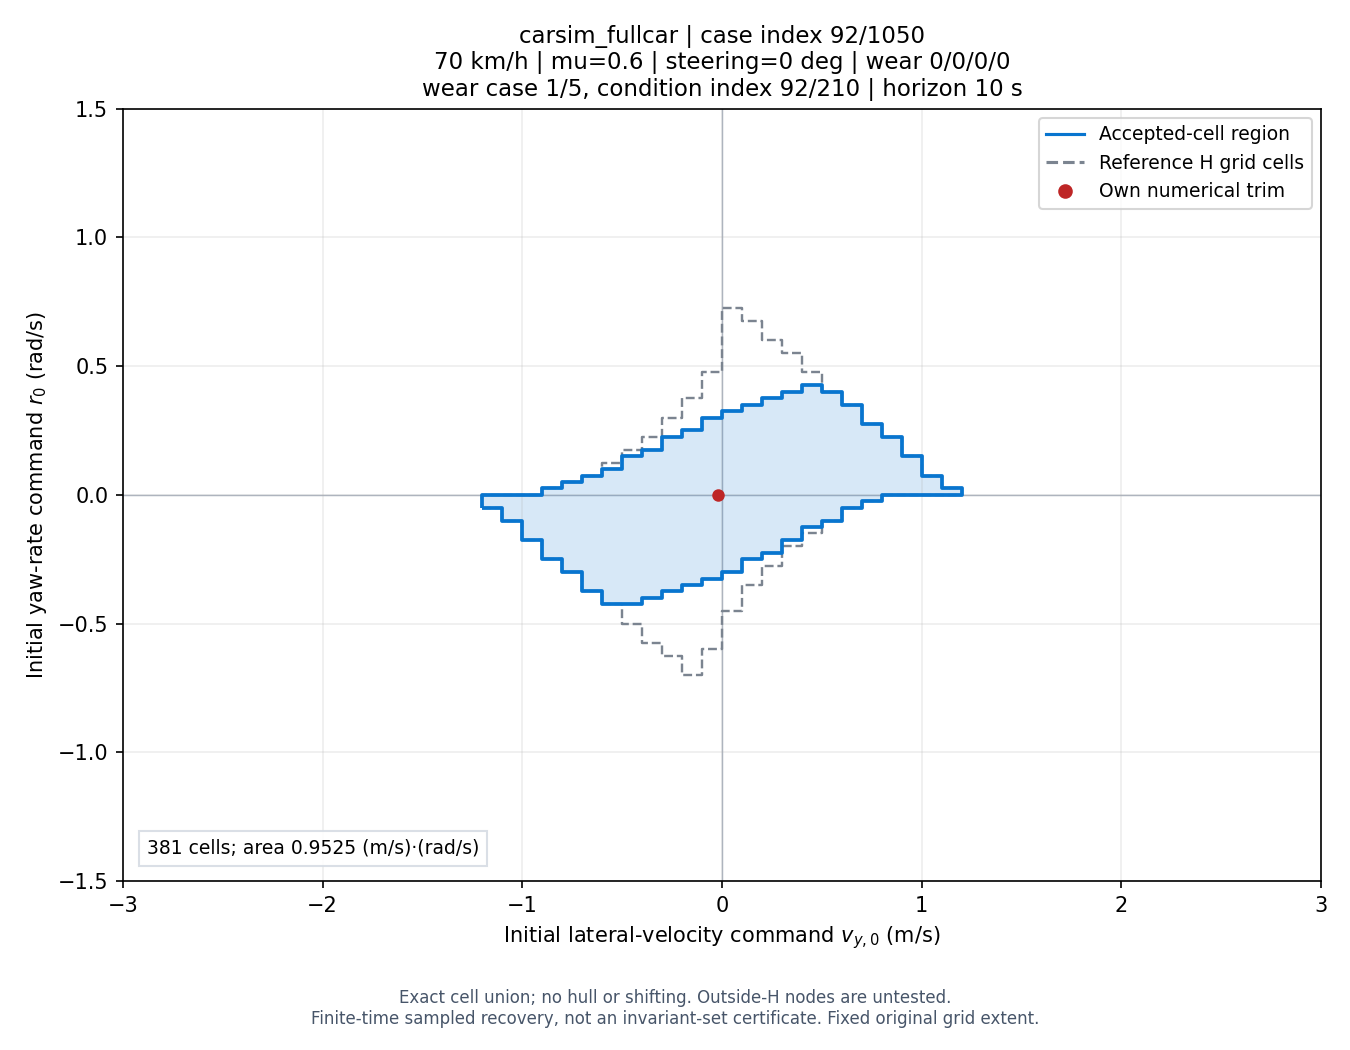 carsim_fullcar | case index 92/1050
70 km/h | mu=0.6 | steering=0 deg | wear 0/0/0/0
wear case 1/5, condition index 92/210 | horizon 10 s
Accepted-cell region
Reference H grid cells
Own numerical trim
1.5
1.0
0.5
0.0
−0.5
−1.0
−1.5
Initial yaw-rate command r₀ (rad/s)
381 cells; area 0.9525 (m/s)·(rad/s)
−3
−2
−1
0
1
2
3
Initial lateral-velocity command v_{y,0} (m/s)
Exact cell union; no hull or shifting. Outside-H nodes are untested.
Finite-time sampled recovery, not an invariant-set certificate. Fixed original grid extent.